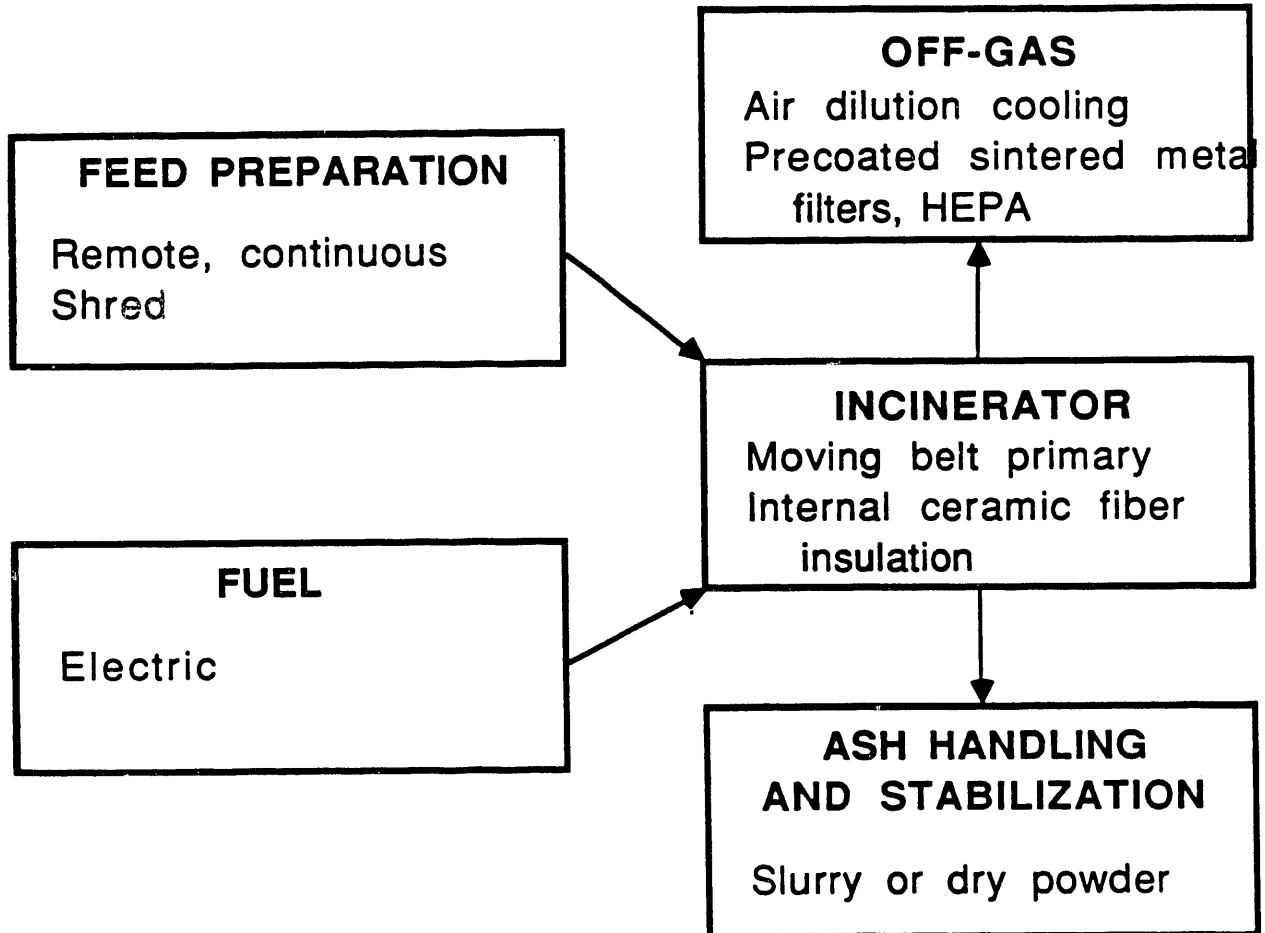 OFF-GAS
Air dilution cooling
Precoated sintered metal
filters, HEPA
FEED PREPARATION
Remote, continuous
Shred
INCINERATOR
Moving belt primary
Internal ceramic fiber
insulation
FUEL
Electric
ASH HANDLING
AND STABILIZATION
Slurry or dry powder